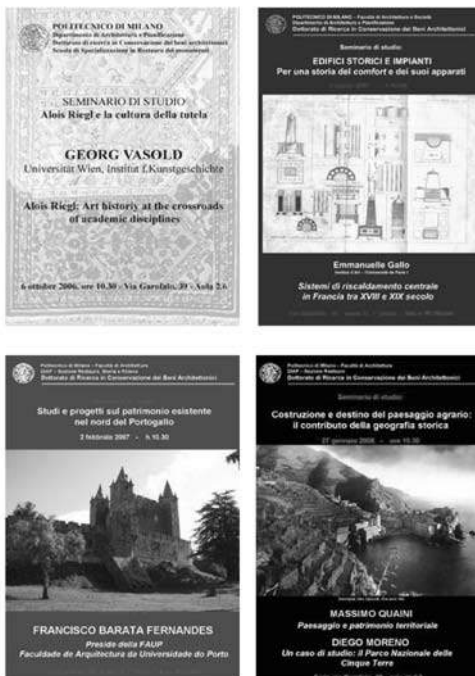 POLITECNICO DI MILANO
Dipartimento di Architettura e Pianificazione
Dottorato di ricerca in Conservazione dei beni architettonici
Scuola di Specializzazione in Restauro dei monumenti
SEMINARIO DI STUDIO
Alois Riegl e la cultura della tutela
GEORG VASOLD
Universität Wien, Institut f.Kunstgeschichte
Alois Riegl: Art historiy at the crossroads
of academic disciplines
6 ottobre 2006, ore 10.30 - Via Garofalo, 39 - Aula 2.6
POLITECNICO DI MILANO - Facoltà di Architettura e Società
Dipartimento di Architettura e Pianificazione
Dottorato di Ricerca in Conservazione dei Beni Architettonici
Seminario di studio:
EDIFICI STORICI E IMPIANTI
Per una storia del comfort e dei suoi apparati
Emmanuelle Gallo
Sistemi di riscaldamento centrale
in Francia tra XVIII e XIX secolo
Politecnico di Milano - Facoltà di Architettura
Dottorato di Ricerca in Conservazione dei Beni Architettonici
Studi e progetti sul patrimonio esistente
nel nord del Portogallo
2 febbraio 2007 - h 10.30
FRANCISCO BARATA FERNANDES
Preside della FAUP
Faculdade de Arquitectura da Universidade do Porto
Politecnico di Milano - Facoltà di Architettura
Dottorato di Ricerca in Conservazione dei Beni Architettonici
Seminario di studio:
Costruzione e destino del paesaggio agrario:
il contributo della geografia storica
gennaio 2006 - ore 10.30
MASSIMO QUAINI
Paesaggio e patrimonio territoriale
DIEGO MORENO
Un caso di studio: il Parco Nazionale delle
Cinque Terre